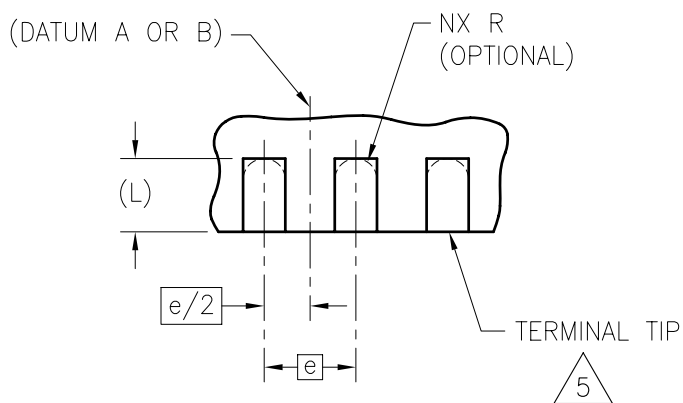 (DATUM A OR B)
NX R
(OPTIONAL)
(L)
e/2
e
TERMINAL TIP
5